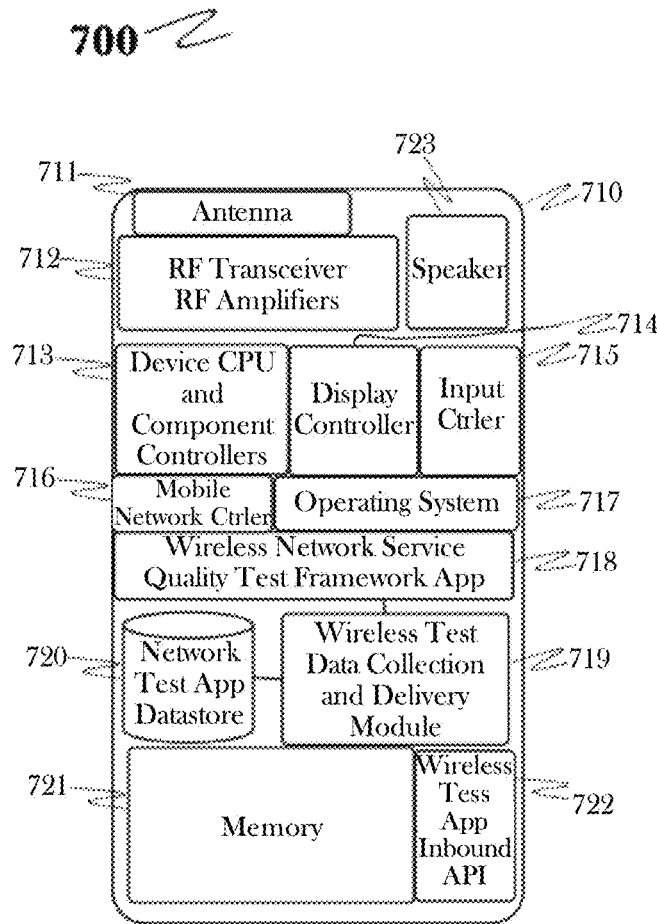 700
723
711
710
Antenna
712
RF Transceiver
RF Amplifiers
Speaker
714
713
715
Device CPU
and
Component
Controllers
Display
Controller
Input
Ctrler
716
Mobile
Network Ctrler
Operating System
717
Wireless Network Service
Quality Test Framework App
718
720
Network
Test App
Datastore
Wireless Test
Data Collection
and Delivery
Module
719
721
Memory
Wireless
Tess
App
Inbound
API
722